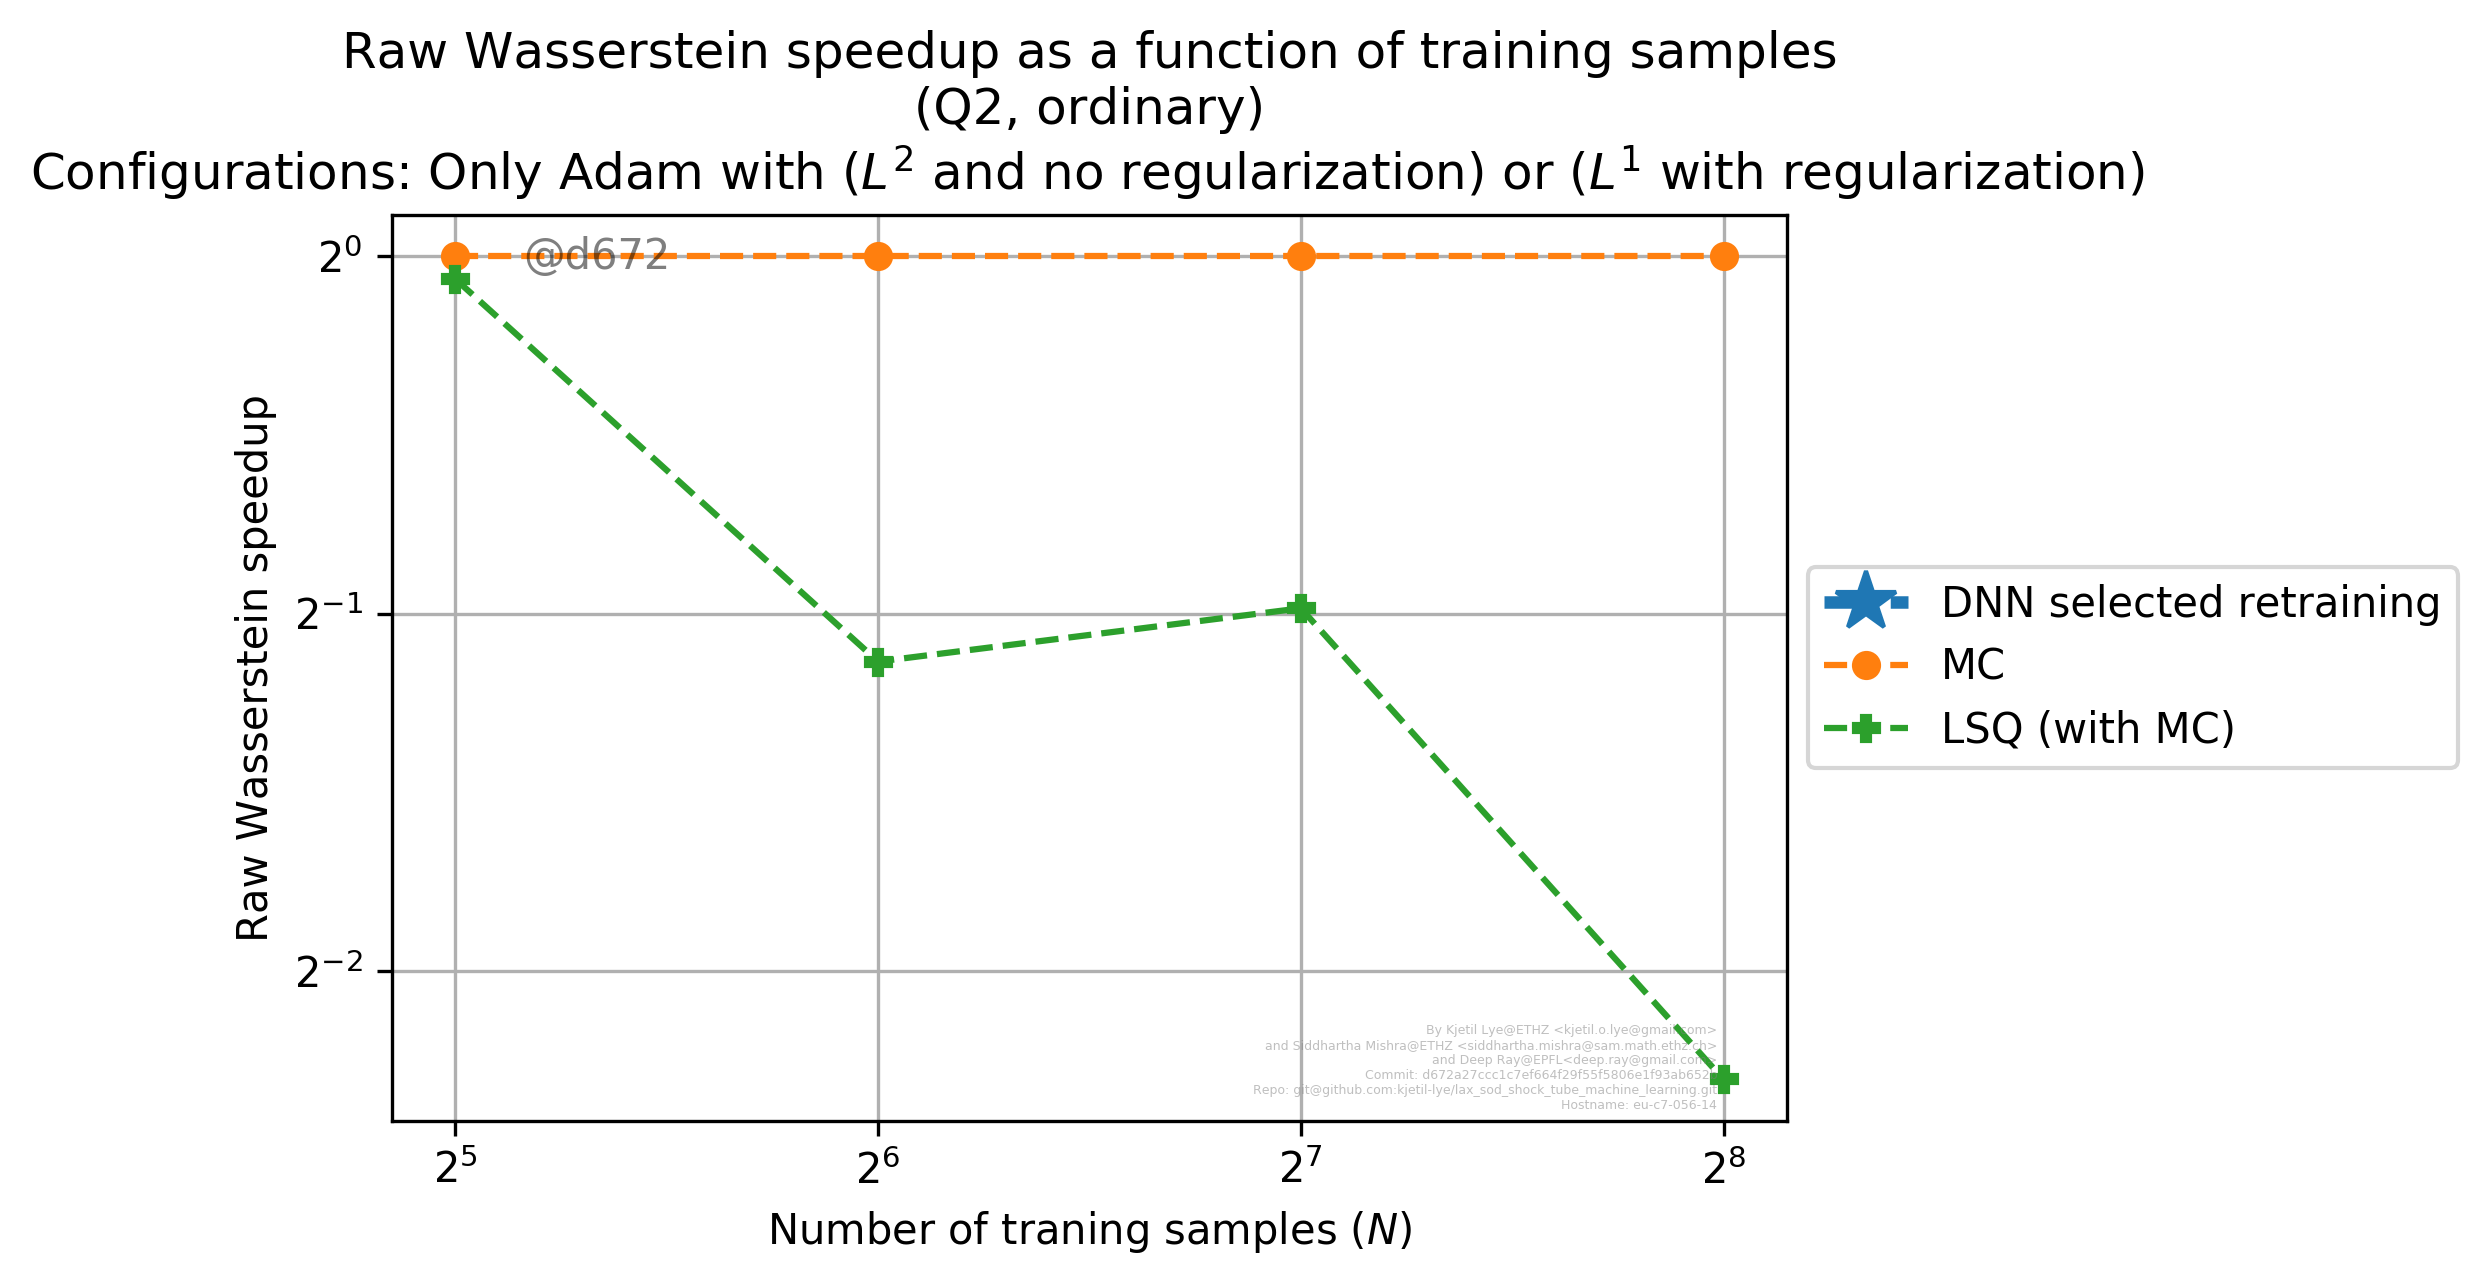 Raw Wasserstein speedup as a function of training samples
(Q2, ordinary)
Configurations: Only Adam with (L² and no regularization) or (L¹ with regularization)
@d672
2⁰
2⁻¹
2⁻²
Raw Wasserstein speedup
DNN selected retraining
MC
LSQ (with MC)
By Kjetil Lye@ETHZ <kjetil.o.lye@gmail.com>
and Siddhartha Mishra@ETHZ <siddhartha.mishra@sam.math.ethz.ch>
and Deep Ray@EPFL<deep.ray@gmail.com>
Commit:
Repo: git@github.com:kjetil-lye/lax_sod_shock_tube_machine_learning.git
Hostname: eu-c7-056-14
2⁵ 2⁶ 2⁷ 2⁸
Number of traning samples (N)